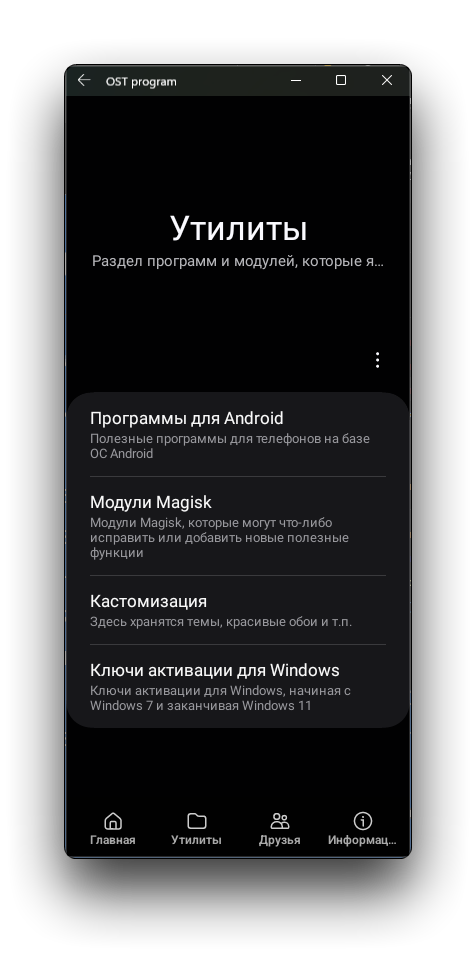 OST program
Утилиты
Раздел программ и модулей, которые я...
Программы для Android
Полезные программы для телефонов на базе
ОС Android
Модули Magisk
Модули Magisk, которые могут что-либо
исправить или добавить новые полезные
функции
Кастомизация
Здесь хранятся темы, красивые обои и т.п.
Ключи активации для Windows
Ключи активации для Windows, начиная с
Windows 7 и заканчивая Windows 11
Главная Утилиты Друзья Информац...